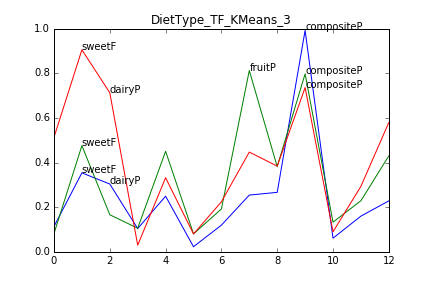 DietType_TF_KMeans_3
1.0
compositeP
sweetF
fruitP
compositeP
0.8
dairyP
compositeP
0.6
sweetF
0.4
sweetF
dairyP
0.2
0.0
0 2 4 6 8 10 12